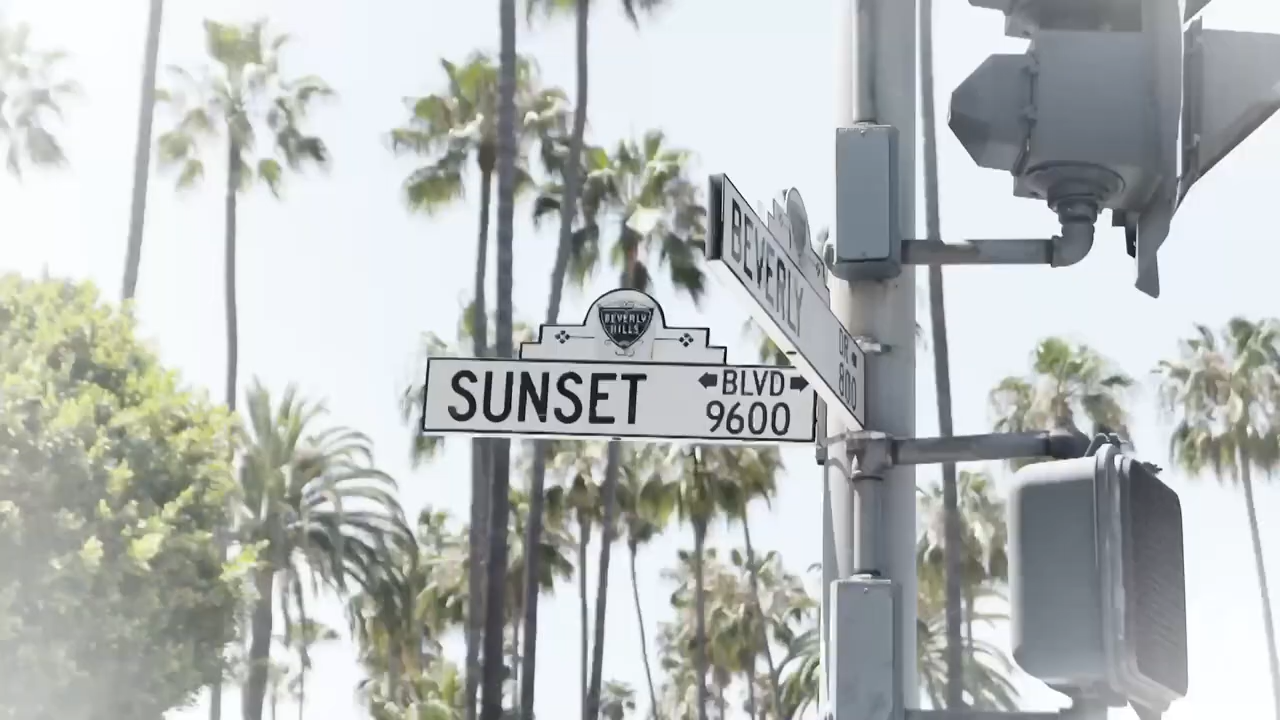 BEVERLY
HILLS
SUNSET
←BLVD→
9600
BEVERLY
DR
800